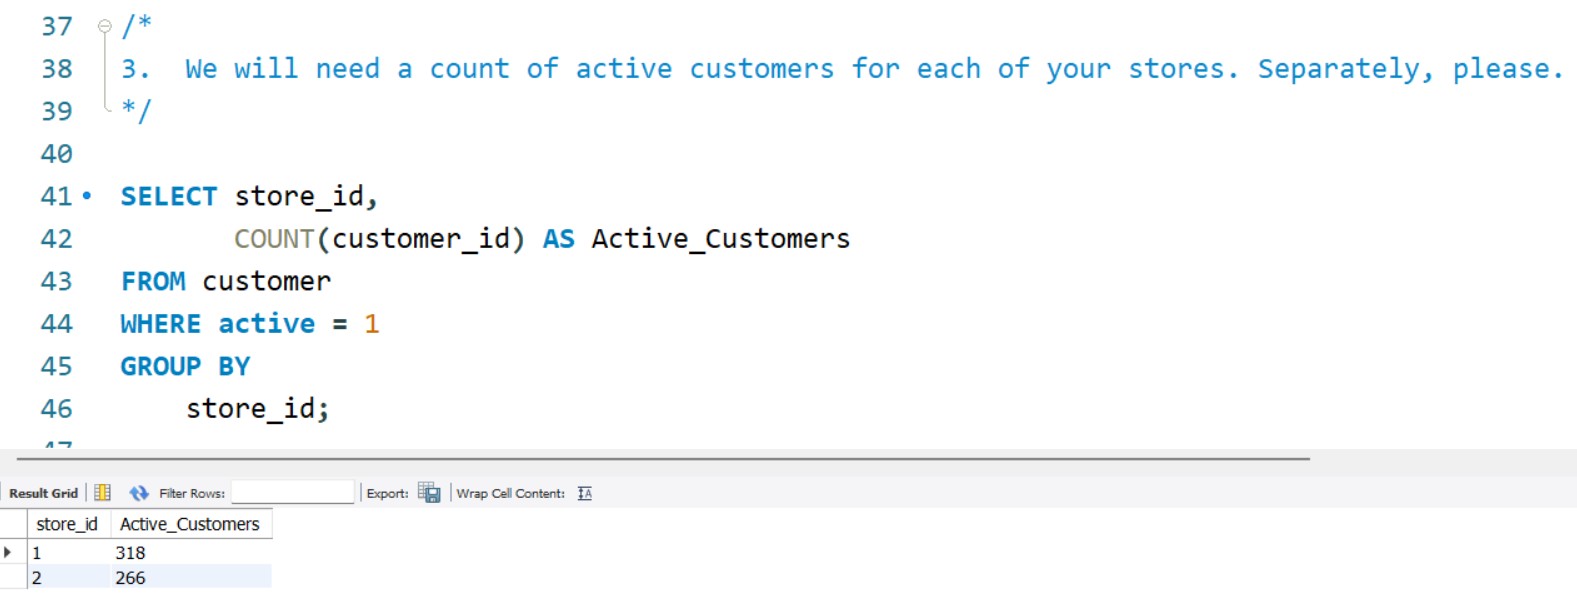 37 /*
38 3.  We will need a count of active customers for each of your stores. Separately, please.
39 */
40
41 SELECT store_id,
42 COUNT(customer_id) AS Active_Customers
43 FROM customer
44 WHERE active = 1
45 GROUP BY
46 store_id;
47
Result Grid Filter Rows: Export: Wrap Cell Content:
store_id Active_Customers
1 318
2 266